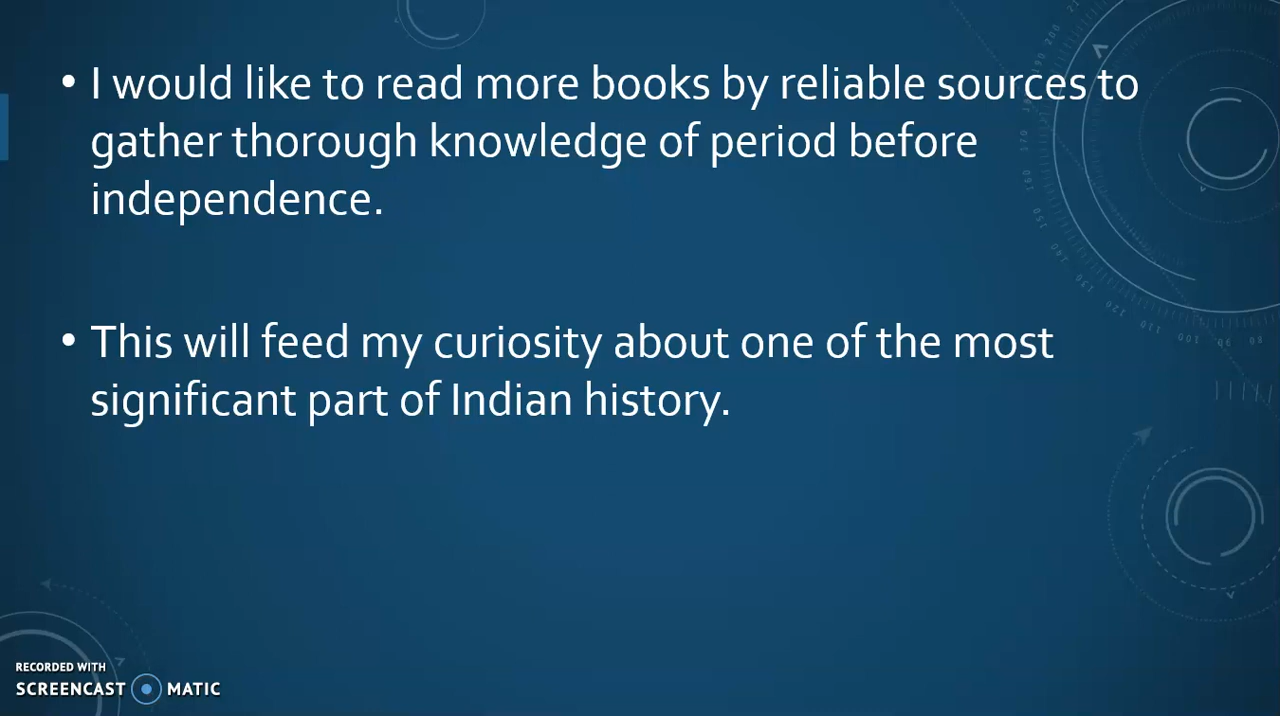 • I would like to read more books by reliable sources to
gather thorough knowledge of period before
independence.
• This will feed my curiosity about one of the most
significant part of Indian history.
RECORDED WITH
SCREENCAST MATIC